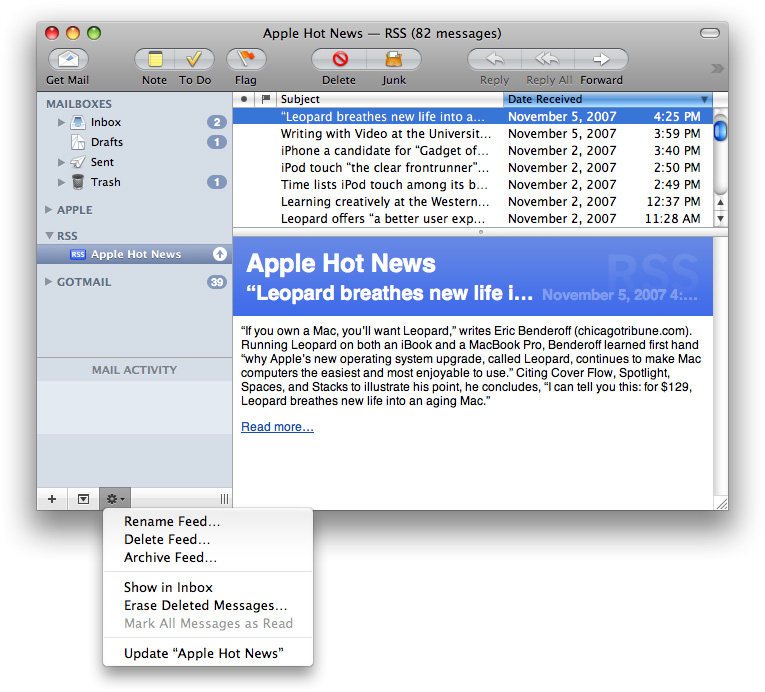 Apple Hot News — RSS (82 messages)
Get Mail Note To Do Flag Delete Junk Reply Reply All Forward
MAILBOXES
Inbox 2
Drafts 1
Sent
Trash 1
APPLE
RSS
RSS Apple Hot News
GOTMAIL 39
MAIL ACTIVITY
Subject Date Received
“Leopard breathes new life into a... November 5, 2007 4:25 PM
Writing with Video at the Universit... November 5, 2007 3:59 PM
iPhone a candidate for “Gadget of... November 2, 2007 3:40 PM
iPod touch “the clear frontrunner”... November 2, 2007 2:50 PM
Time lists iPod touch among its b... November 2, 2007 2:49 PM
Learning creatively at the Western... November 2, 2007 12:37 PM
Leopard offers “a better user exp... November 2, 2007 11:28 AM
RSS
Apple Hot News
“Leopard breathes new life i... November 5, 2007 4:...
“If you own a Mac, you’ll want Leopard,” writes Eric Benderoff (chicagotribune.com).
Running Leopard on both an iBook and a MacBook Pro, Benderoff learned first hand
“why Apple’s new operating system upgrade, called Leopard, continues to make Mac
computers the easiest and most enjoyable to use.” Citing Cover Flow, Spotlight,
Spaces, and Stacks to illustrate his point, he concludes, “I can tell you this: for $129,
Leopard breathes new life into an aging Mac.”
Read more...
Rename Feed...
Delete Feed...
Archive Feed...
Show in Inbox
Erase Deleted Messages...
Mark All Messages as Read
Update “Apple Hot News”